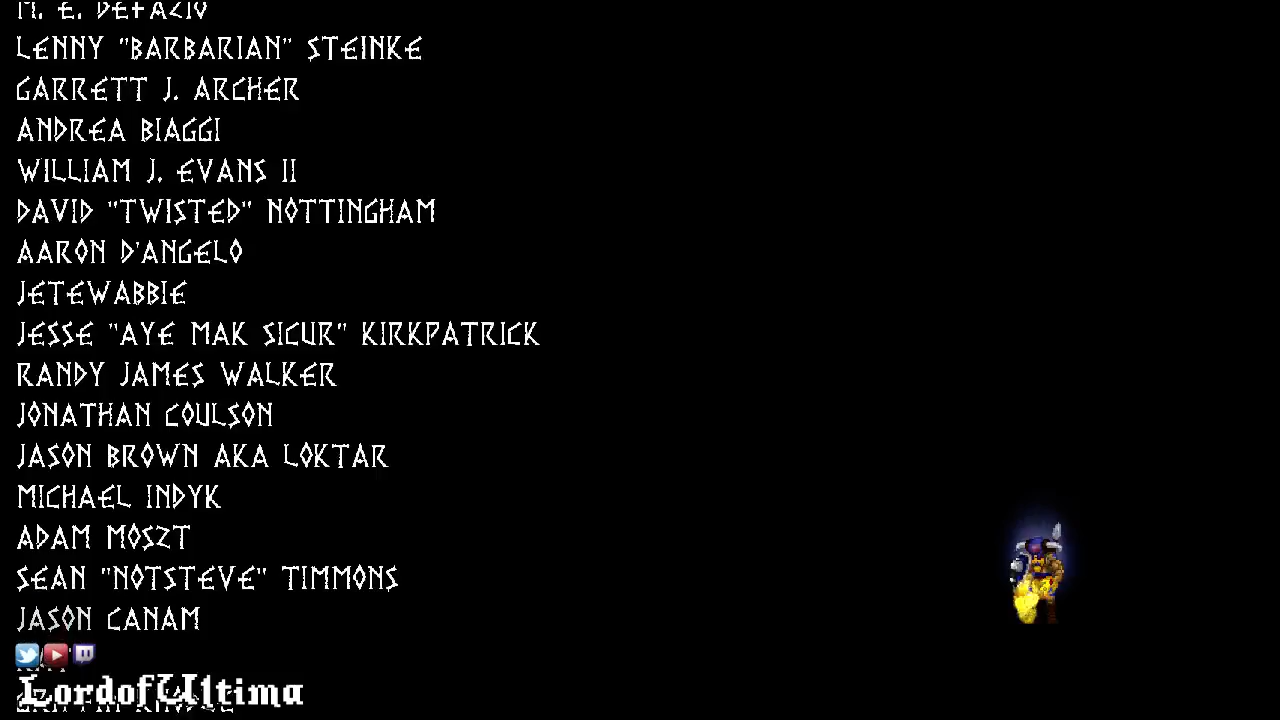 M. E. DEFAZIO
LENNY "BARBARIAN" STEINKE
GARRETT J. ARCHER
ANDREA BIAGGI
WILLIAM J. EVANS II
DAVID "TWISTED" NOTTINGHAM
AARON D'ANGELO
JETEWABBIE
JESSE "AYE MAK SICUR" KIRKPATRICK
RANDY JAMES WALKER
JONATHAN COULSON
JASON BROWN AKA LOKTAR
MICHAEL INDYK
ADAM MOSZT
SEAN "NOTSTEVE" TIMMONS
JASON CANAM
LordofUltima